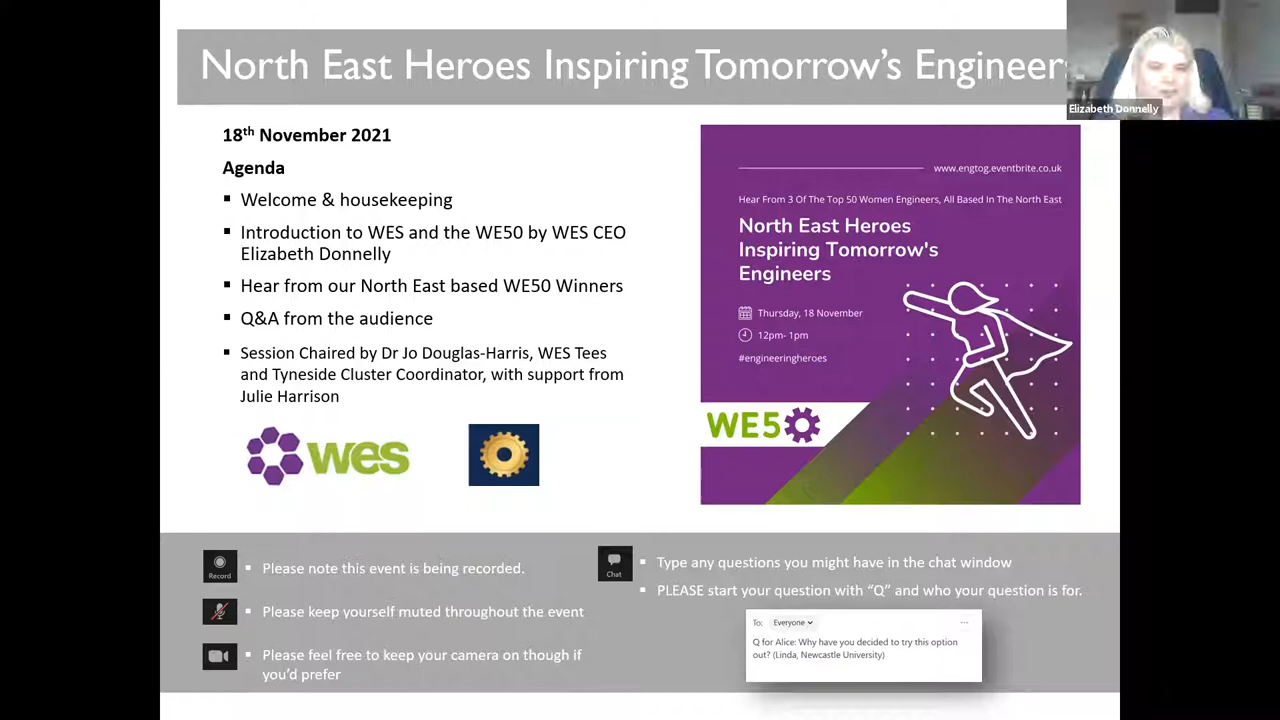 North East Heroes Inspiring Tomorrow's Engineers
Elizabeth Donnelly
18th November 2021
Agenda
Welcome & housekeeping
Introduction to WES and the WE50 by WES CEO
Elizabeth Donnelly
Hear from our North East based WE50 Winners
Q&A from the audience
Session Chaired by Dr Jo Douglas-Harris, WES Tees
and Tyneside Cluster Coordinator, with support from
Julie Harrison
wes
www.engtog.eventbrite.co.uk
Hear From 3 Of The Top 50 Women Engineers, All Based In The North East
North East Heroes
Inspiring Tomorrow's
Engineers
Thursday, 18 November
12pm- 1pm
#engineeringheroes
WE50
Record
Please note this event is being recorded.
Please keep yourself muted throughout the event
Please feel free to keep your camera on though if
you'd prefer
Chat
Type any questions you might have in the chat window
PLEASE start your question with “Q” and who your question is for.
To: Everyone
Q for Alice: Why have you decided to try this option
out? (Linda, Newcastle University)